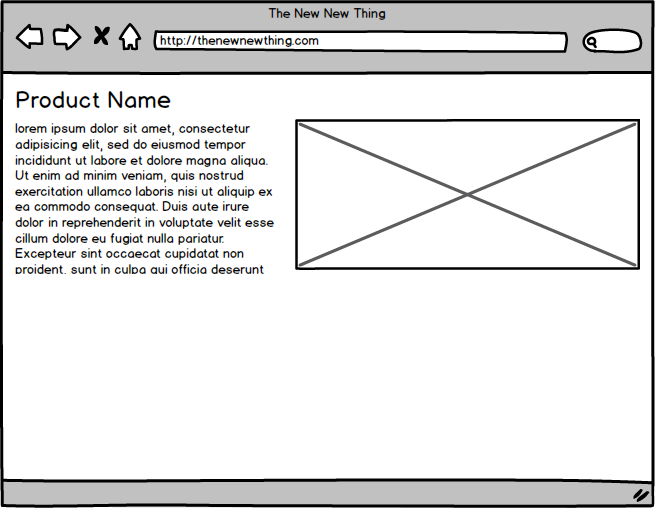 The New New Thing
http://thenewnewthing.com
Product Name
lorem ipsum dolor sit amet, consectetur
adipisicing elit, sed do eiusmod tempor
incididunt ut labore et dolore magna aliqua.
Ut enim ad minim veniam, quis nostrud
exercitation ullamco laboris nisi ut aliquip ex
ea commodo consequat. Duis aute irure
dolor in reprehenderit in voluptate velit esse
cillum dolore eu fugiat nulla pariatur.
Excepteur sint occaecat cupidatat non
proident, sunt in culpa qui officia deserunt